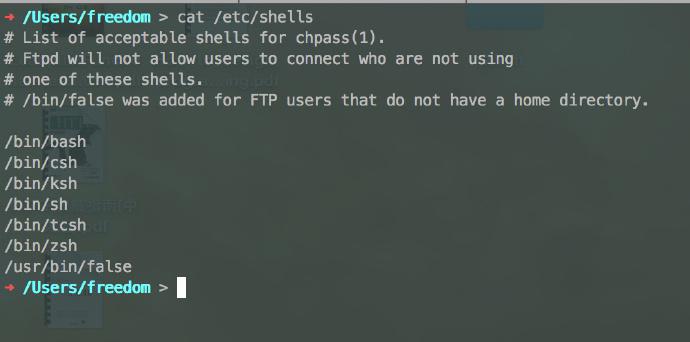 → /Users/freedom > cat /etc/shells
# List of acceptable shells for chpass(1).
# Ftpd will not allow users to connect who are not using
# one of these shells.
# /bin/false was added for FTP users that do not have a home directory.
/bin/bash
/bin/csh
/bin/ksh
/bin/sh
/bin/tcsh
/bin/zsh
/usr/bin/false
→ /Users/freedom >